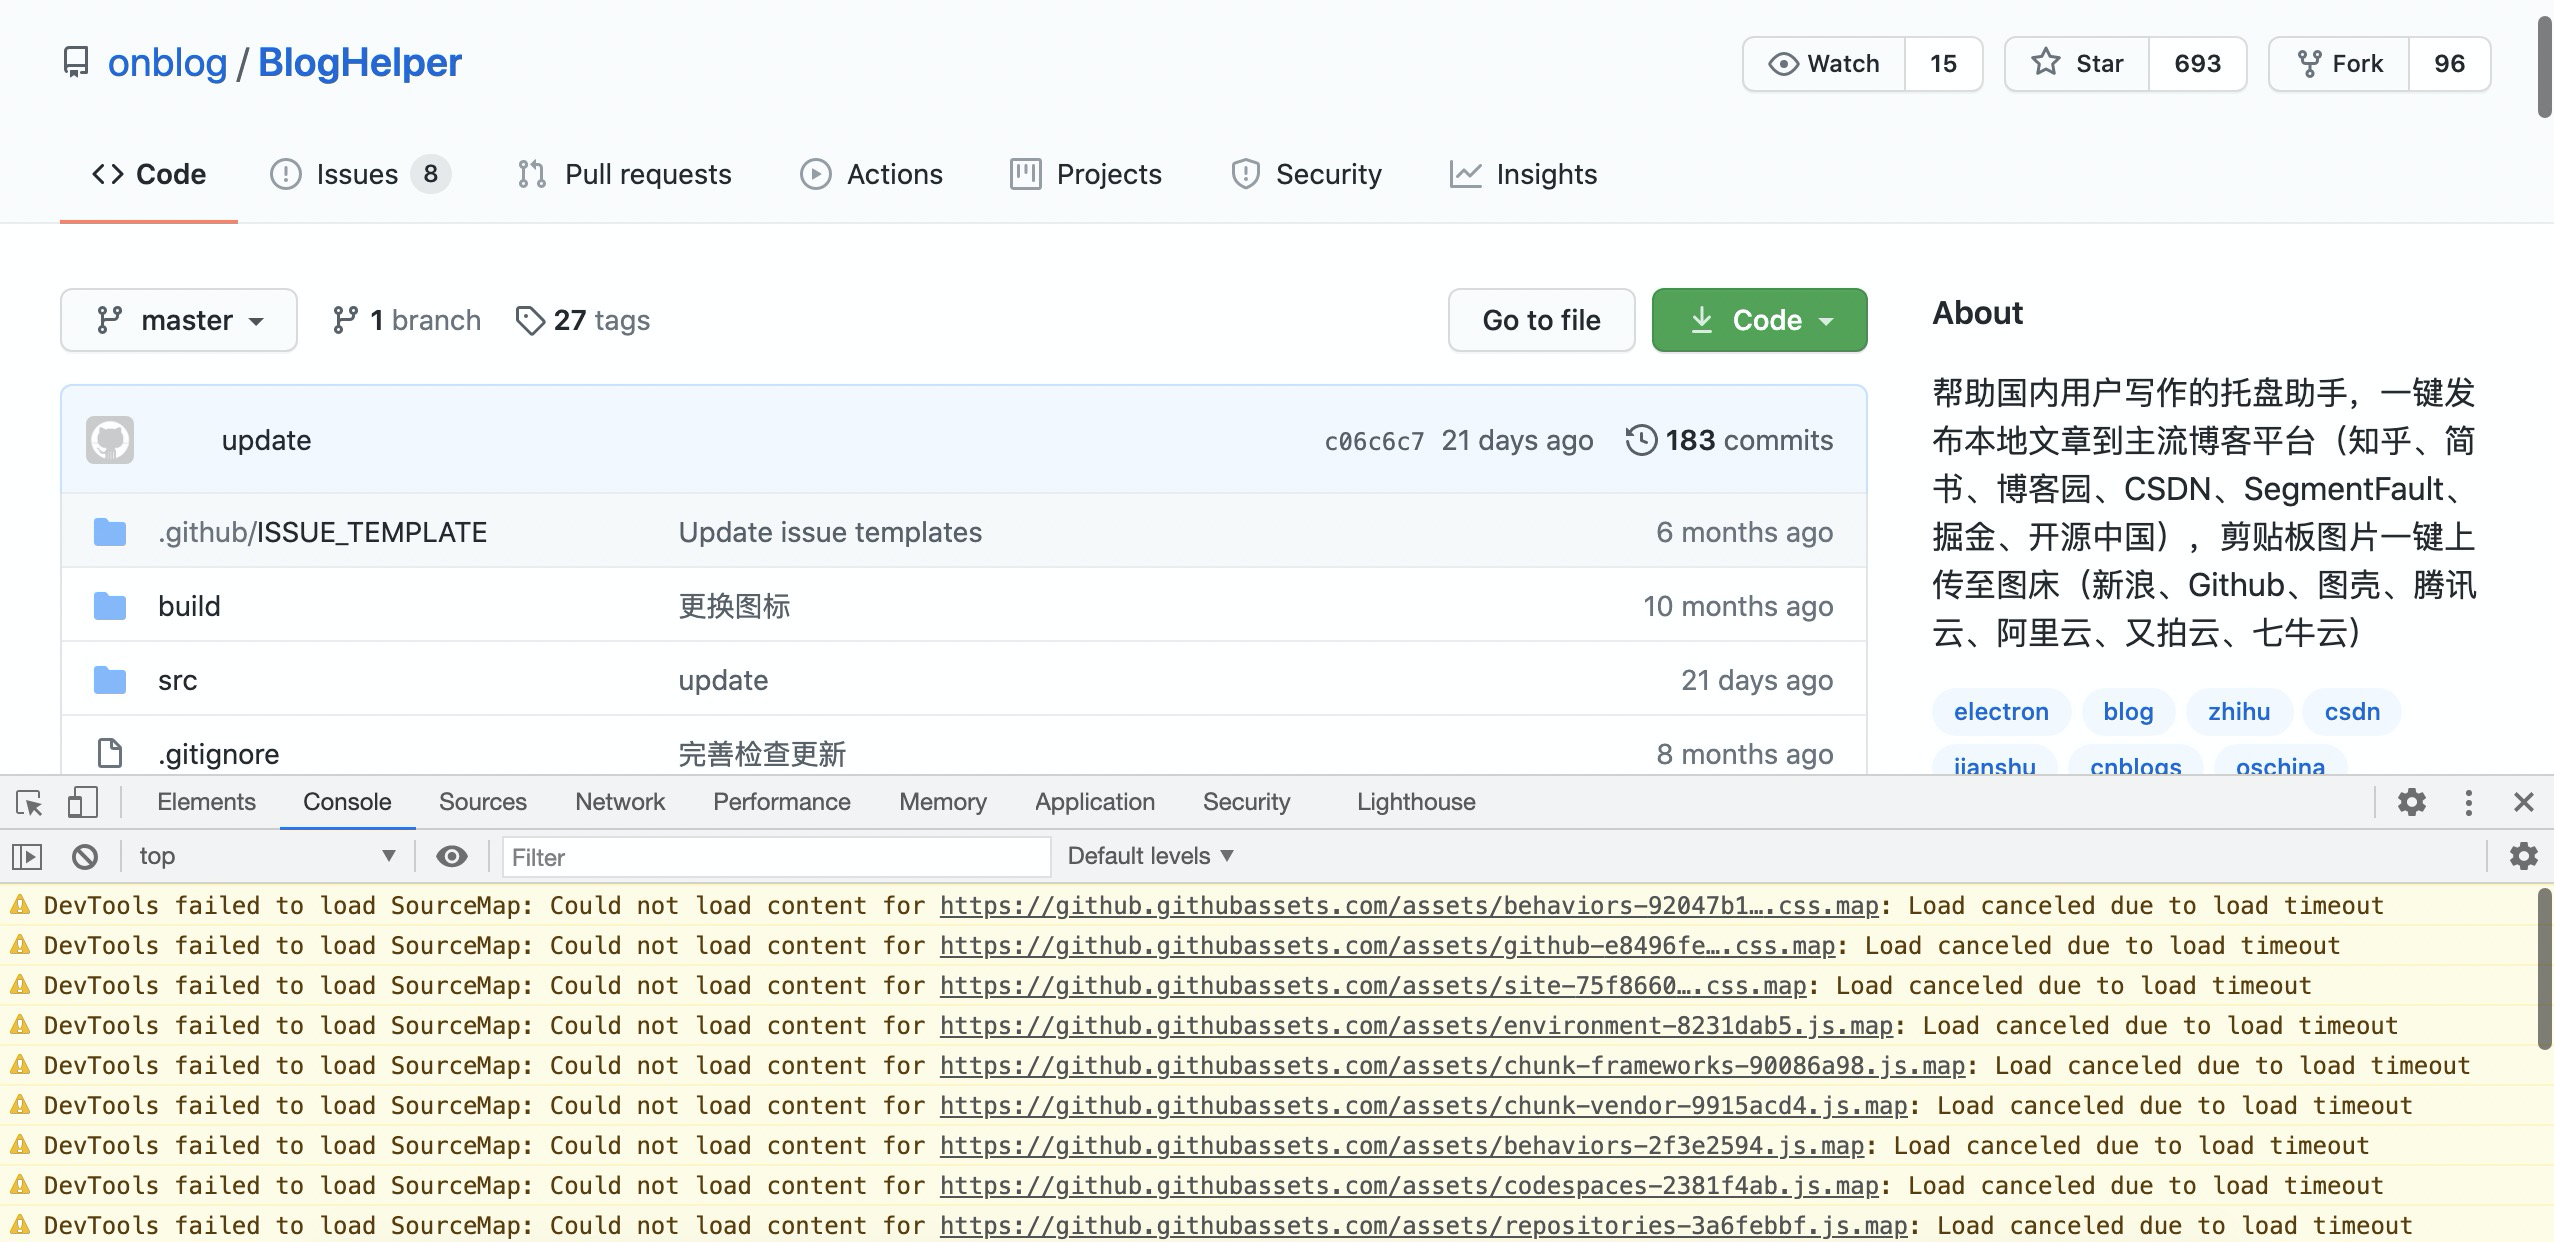 onblog / BlogHelper
Watch 15 Star 693 Fork 96
Code Issues 8 Pull requests Actions Projects Security Insights
master 1 branch 27 tags Go to file Code
update c06c6c7 21 days ago 183 commits
.github/ISSUE_TEMPLATE Update issue templates 6 months ago
build 更换图标 10 months ago
src update 21 days ago
.gitignore 完善检查更新 8 months ago
About
帮助国内用户写作的托盘助手，一键发
布本地文章到主流博客平台（知乎、简
书、博客园、CSDN、SegmentFault、
掘金、开源中国），剪贴板图片一键上
传至图床（新浪、Github、图壳、腾讯
云、阿里云、又拍云、七牛云）
electron blog zhihu csdn
jianshu cnblogs oschina
Elements Console Sources Network Performance Memory Application Security Lighthouse
top Filter Default levels
DevTools failed to load SourceMap: Could not load content for https://github.githubassets.com/assets/behaviors-92047b1….css.map: Load canceled due to load timeout
DevTools failed to load SourceMap: Could not load content for https://github.githubassets.com/assets/github-e8496fe….css.map: Load canceled due to load timeout
DevTools failed to load SourceMap: Could not load content for https://github.githubassets.com/assets/site-75f8660….css.map: Load canceled due to load timeout
DevTools failed to load SourceMap: Could not load content for https://github.githubassets.com/assets/environment-8231dab5.js.map: Load canceled due to load timeout
DevTools failed to load SourceMap: Could not load content for https://github.githubassets.com/assets/chunk-frameworks-90086a98.js.map: Load canceled due to load timeout
DevTools failed to load SourceMap: Could not load content for https://github.githubassets.com/assets/chunk-vendor-9915acd4.js.map: Load canceled due to load timeout
DevTools failed to load SourceMap: Could not load content for https://github.githubassets.com/assets/behaviors-2f3e2594.js.map: Load canceled due to load timeout
DevTools failed to load SourceMap: Could not load content for https://github.githubassets.com/assets/codespaces-2381f4ab.js.map: Load canceled due to load timeout
DevTools failed to load SourceMap: Could not load content for https://github.githubassets.com/assets/repositories-3a6febbf.js.map: Load canceled due to load timeout